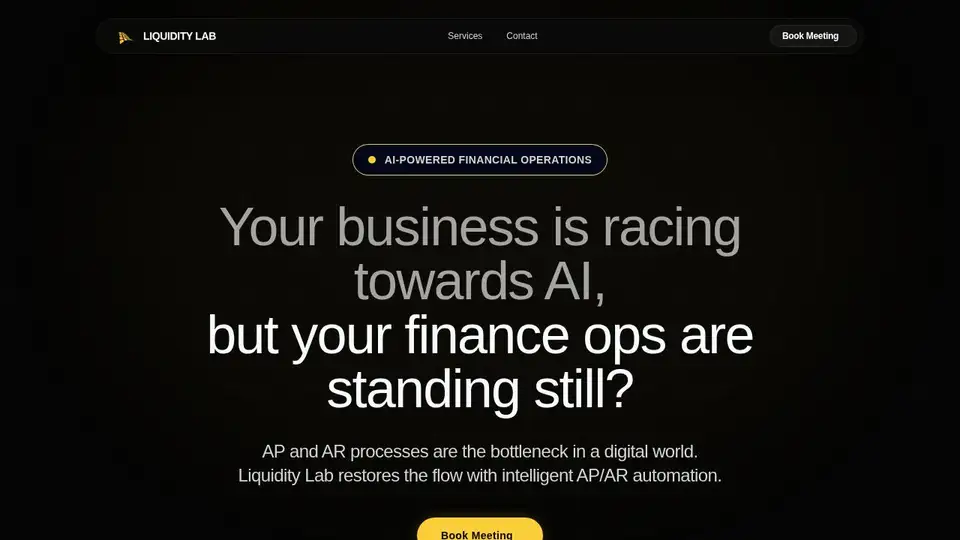 LIQUIDITY LAB
Services
Contact
Book Meeting
AI-POWERED FINANCIAL OPERATIONS
Your business is racing
towards AI,
but your finance ops are
standing still?
AP and AR processes are the bottleneck in a digital world.
Liquidity Lab restores the flow with intelligent AP/AR automation.
Book Meeting